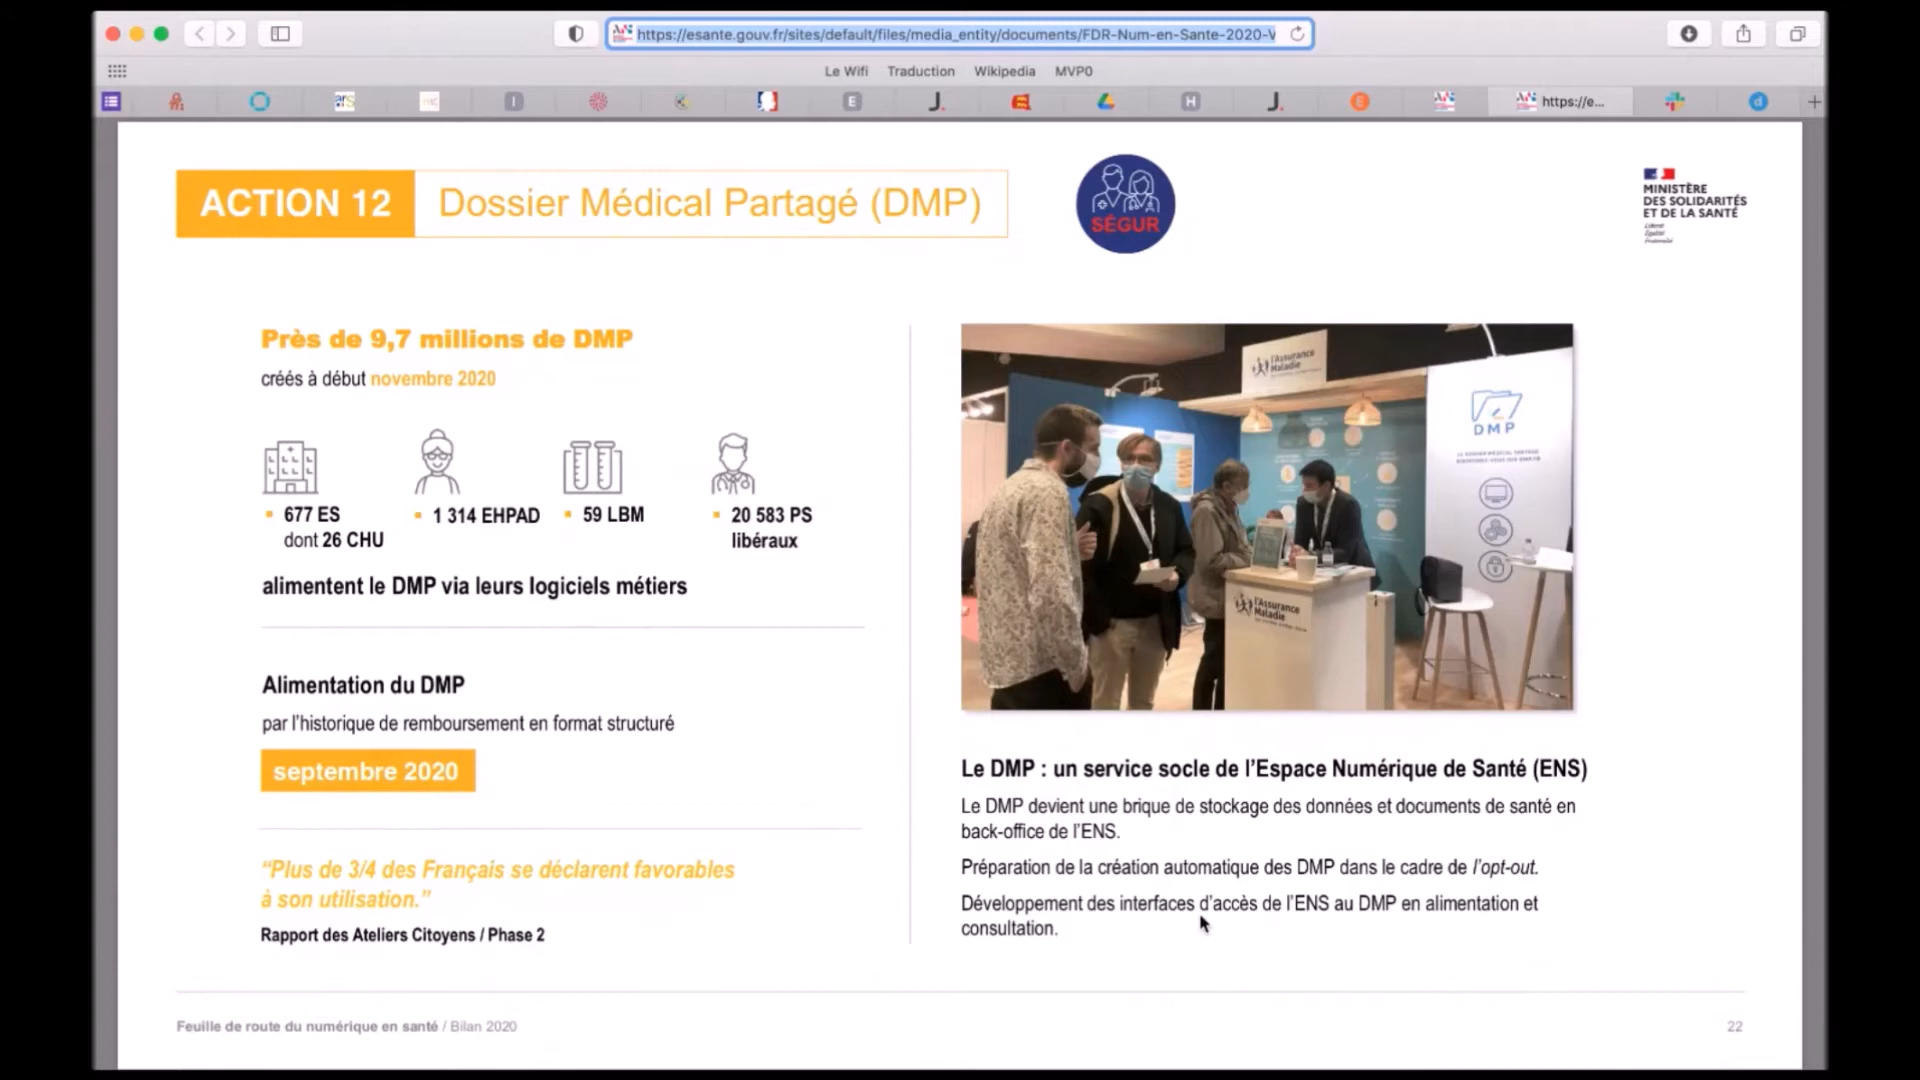 https://esante.gouv.fr/sites/default/files/media_entity/documents/FDR-Num-en-Sante-2020-V
Le Wifi Traduction Wikipedia MVP0
https://e...
ACTION 12 Dossier Médical Partagé (DMP)
SÉGUR
MINISTÈRE
DES SOLIDARITÉS
ET DE LA SANTÉ
Liberté
Égalité
Fraternité
Près de 9,7 millions de DMP
créés à début novembre 2020
677 ES
dont 26 CHU
1 314 EHPAD
59 LBM
20 583 PS
libéraux
alimentent le DMP via leurs logiciels métiers
Alimentation du DMP
par l'historique de remboursement en format structuré
septembre 2020
“Plus de 3/4 des Français se déclarent favorables
à son utilisation.”
Rapport des Ateliers Citoyens / Phase 2
l'Assurance
Maladie
DMP
l'Assurance
Maladie
Le DMP : un service socle de l'Espace Numérique de Santé (ENS)
Le DMP devient une brique de stockage des données et documents de santé en
back-office de l'ENS.
Préparation de la création automatique des DMP dans le cadre de l'opt-out.
Développement des interfaces d'accès de l'ENS au DMP en alimentation et
consultation.
Feuille de route du numérique en santé / Bilan 2020
22